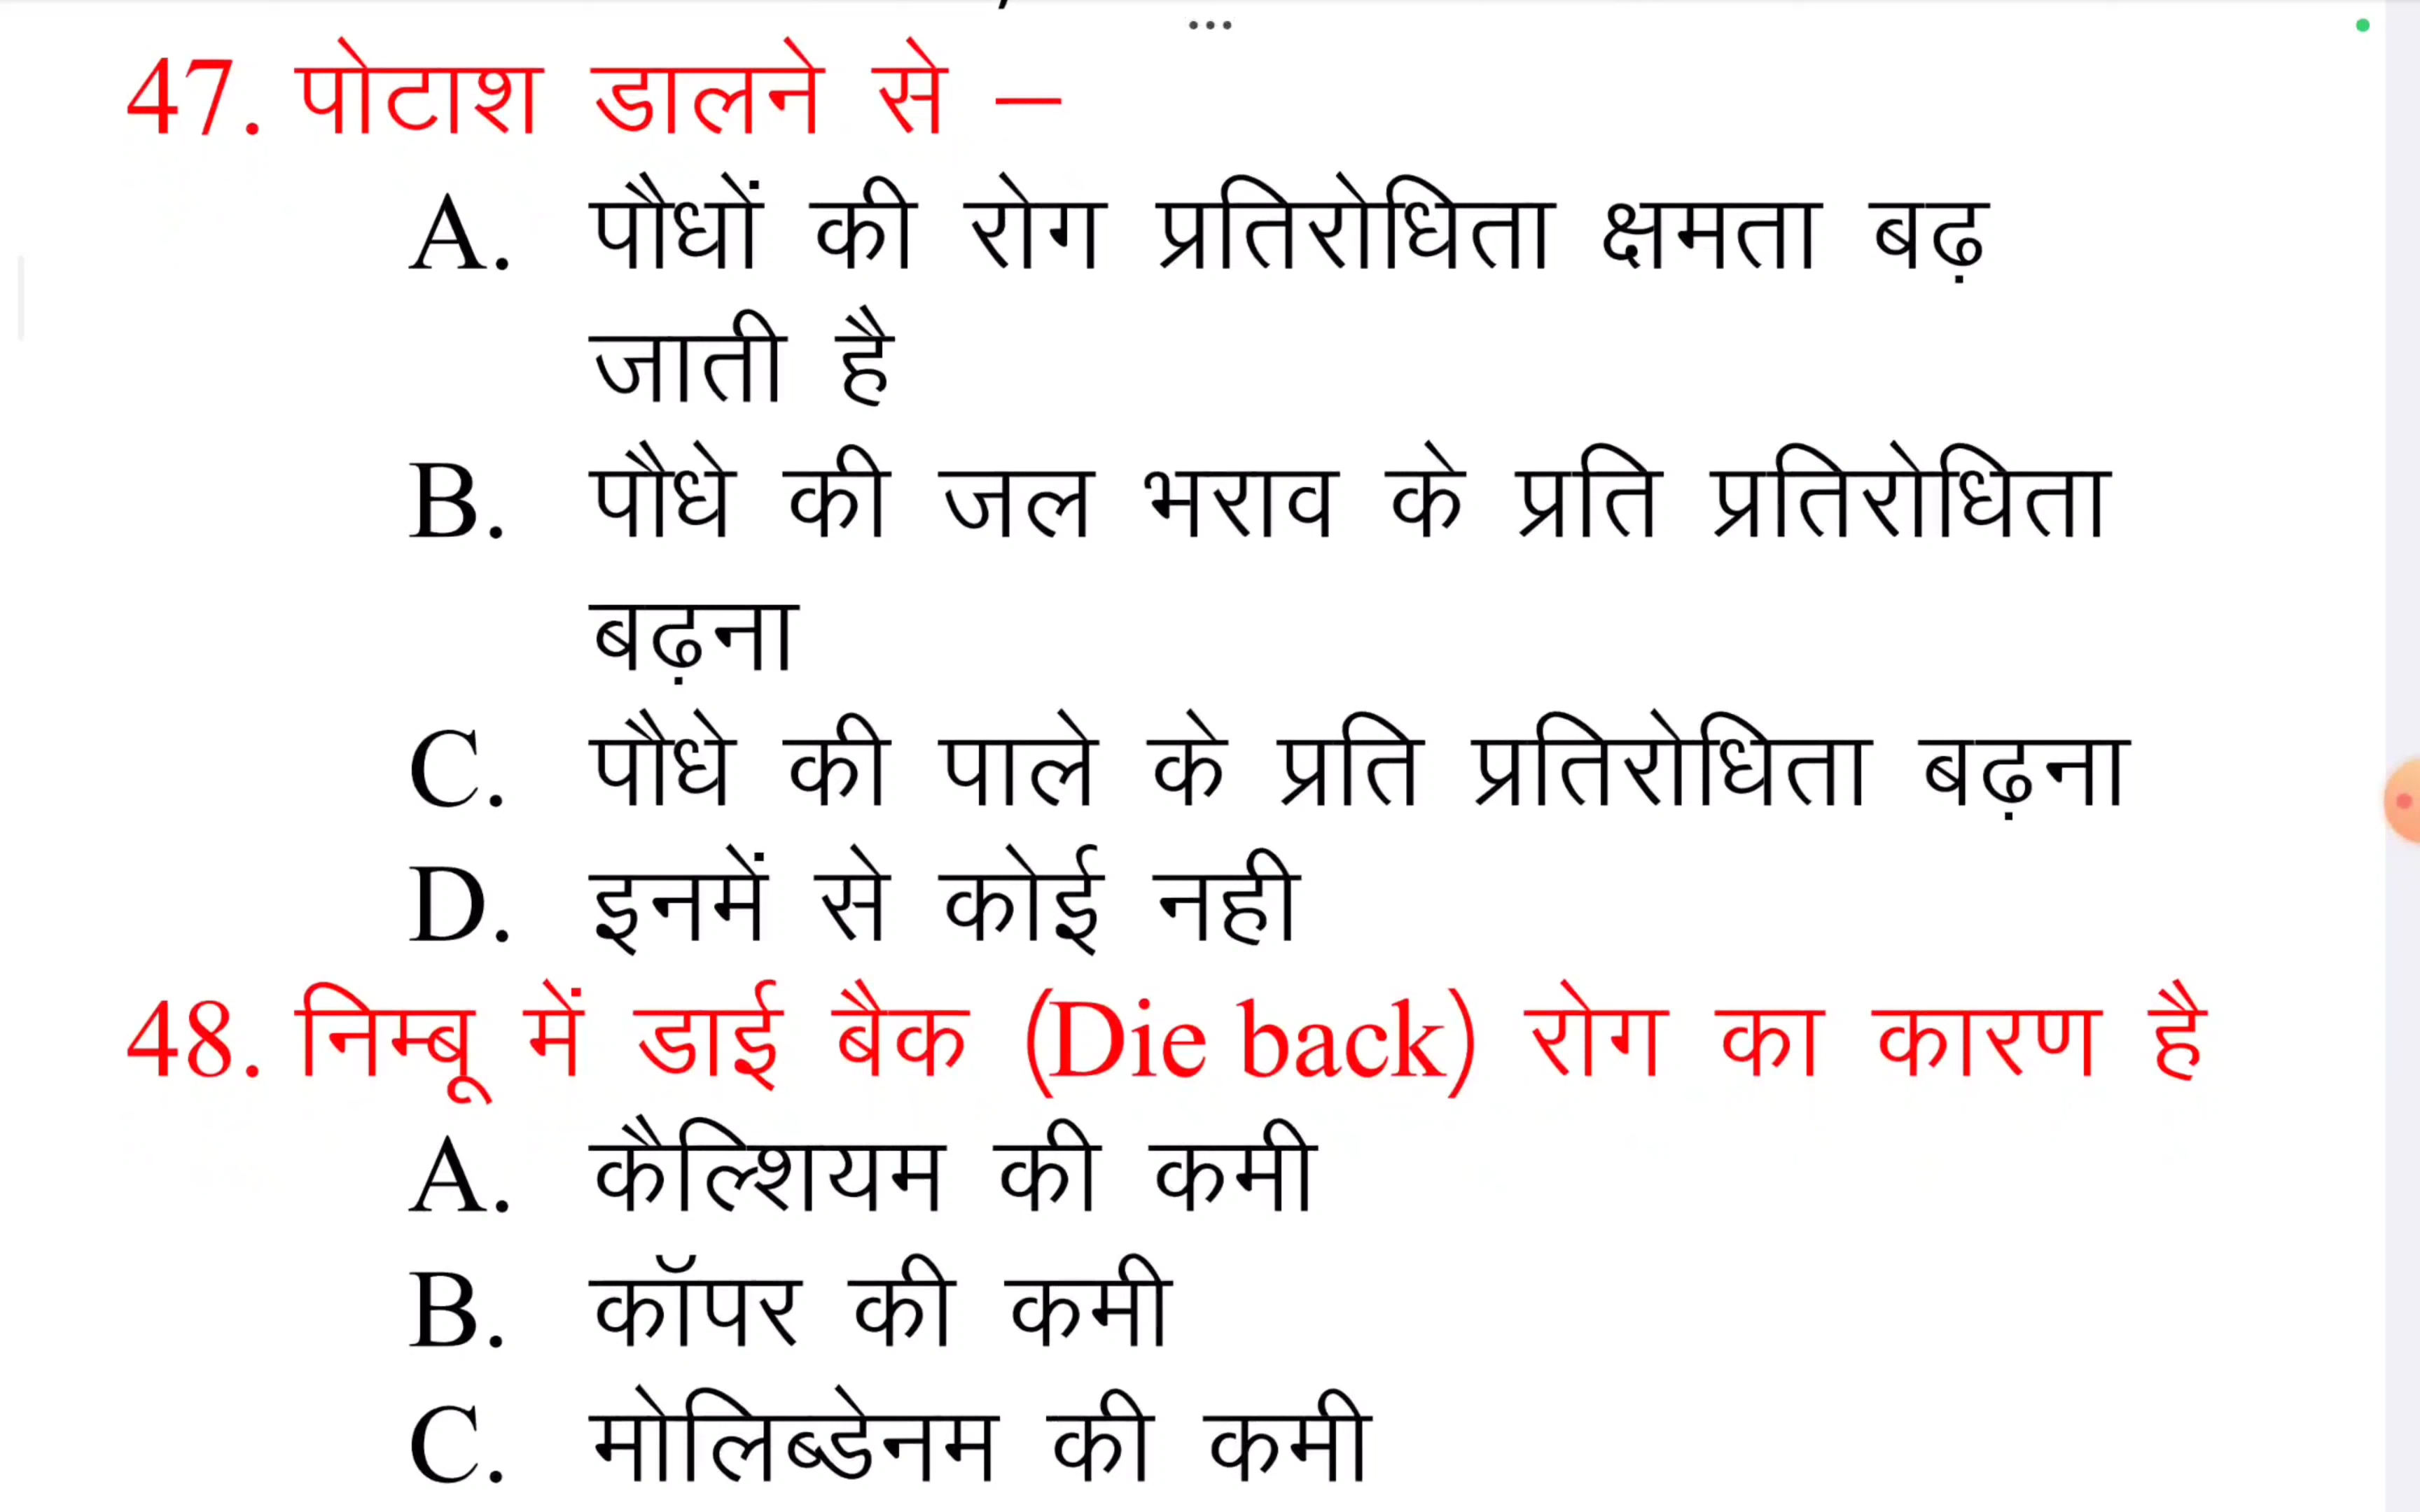 47. पोटाश डालने से –
A. पौधों की रोग प्रतिरोधिता क्षमता बढ़
जाती है
B. पौधे की जल भराव के प्रति प्रतिरोधिता
बढ़ना
C. पौधे की पाले के प्रति प्रतिरोधिता बढ़ना
D. इनमें से कोई नही
48. निम्बू में डाई बैक (Die back) रोग का कारण है
A. कैल्शियम की कमी
B. कॉपर की कमी
C. मोलिब्डेनम की कमी